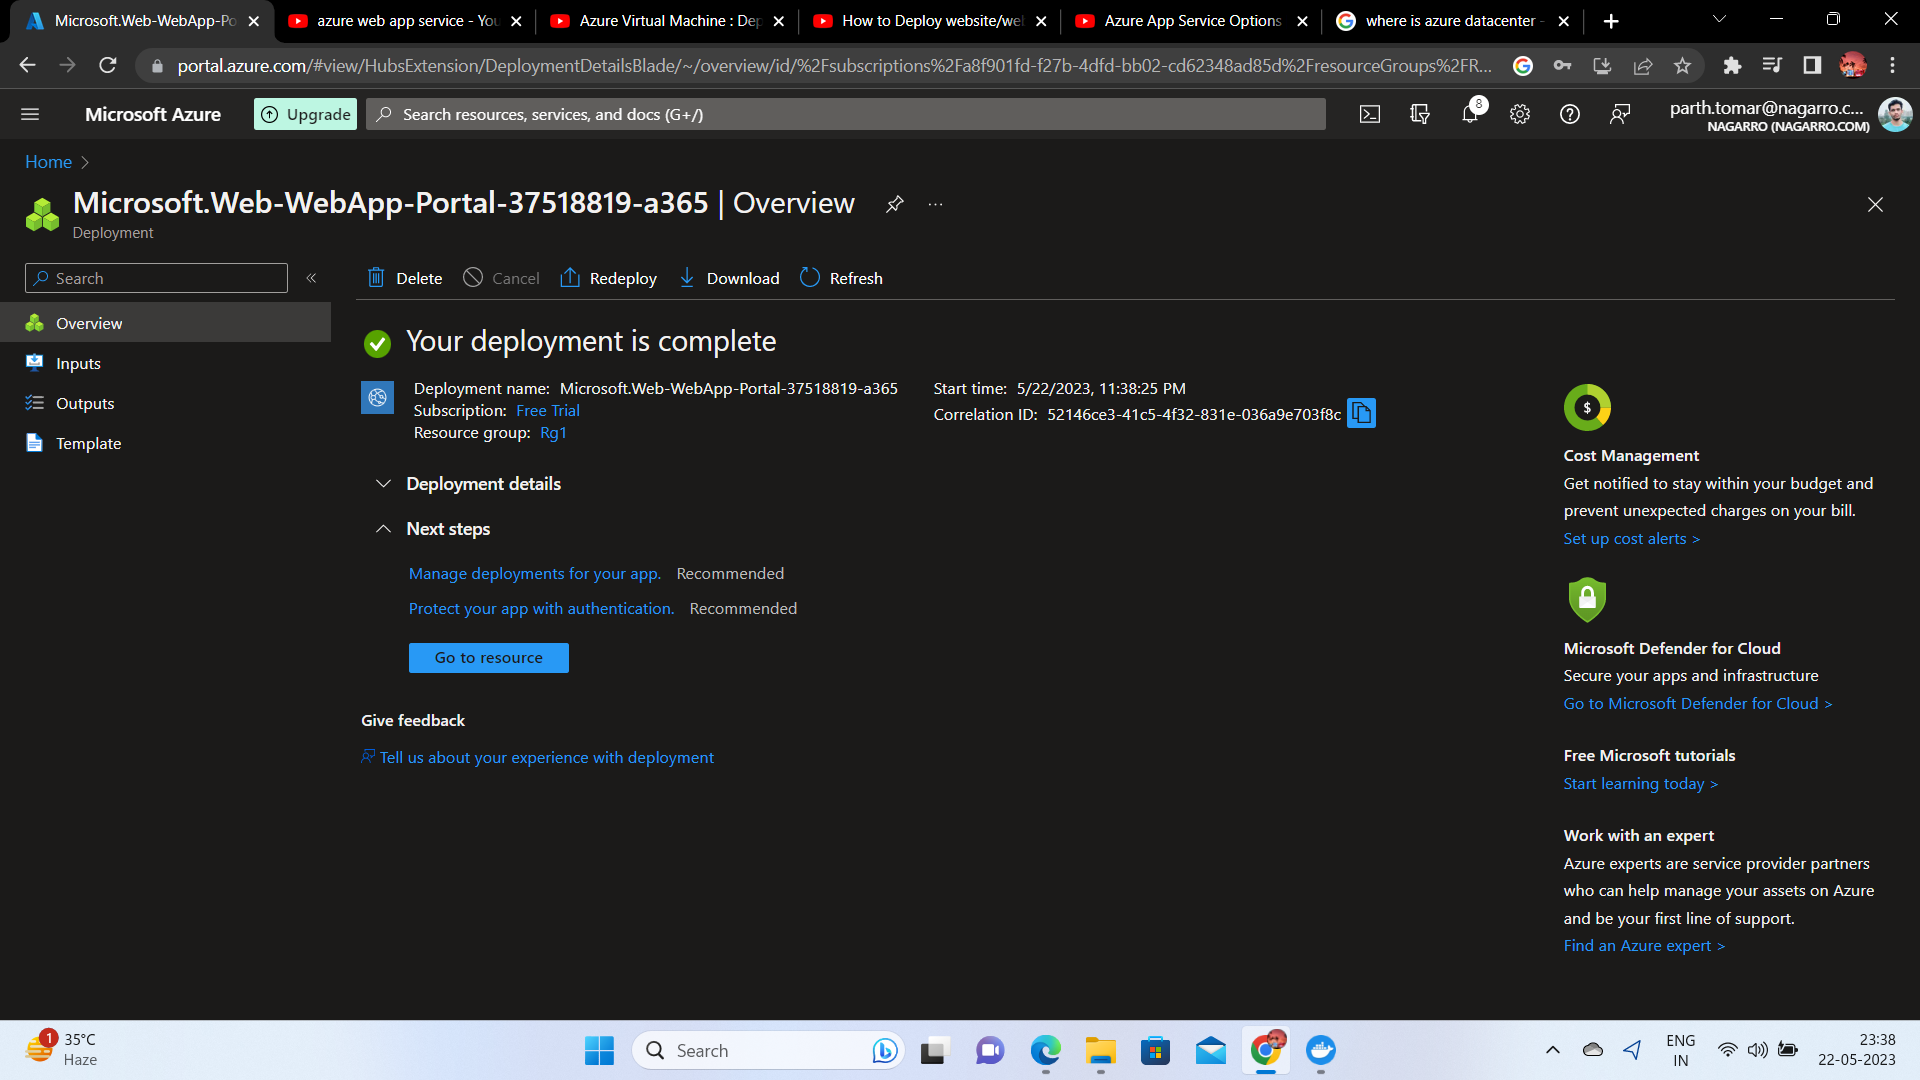 Microsoft.Web-WebApp-Po
azure web app service - You
Azure Virtual Machine : Dep
How to Deploy website/we
Azure App Service Options
where is azure datacenter -
portal.azure.com/#view/HubsExtension/DeploymentDetailsBlade/~/overview/id/%2Fsubscriptions%2Fa8f901fd-f27b-4dfd-bb02-cd62348ad85d%2FresourceGroups%2FR...
Microsoft Azure
Upgrade
Search resources, services, and docs (G+/)
8
parth.tomar@nagarro.c...
NAGARRO (NAGARRO.COM)
Home
Microsoft.Web-WebApp-Portal-37518819-a365 | Overview
Deployment
Search
Delete
Cancel
Redeploy
Download
Refresh
Overview
Inputs
Outputs
Template
Your deployment is complete
Deployment name: Microsoft.Web-WebApp-Portal-37518819-a365
Subscription: Free Trial
Resource group: Rg1
Start time: 5/22/2023, 11:38:25 PM
Correlation ID: 52146ce3-41c5-4f32-831e-036a9e703f8c
Deployment details
Next steps
Manage deployments for your app. Recommended
Protect your app with authentication. Recommended
Go to resource
Give feedback
Tell us about your experience with deployment
$
Cost Management
Get notified to stay within your budget and
prevent unexpected charges on your bill.
Set up cost alerts >
Microsoft Defender for Cloud
Secure your apps and infrastructure
Go to Microsoft Defender for Cloud >
Free Microsoft tutorials
Start learning today >
Work with an expert
Azure experts are service provider partners
who can help manage your assets on Azure
and be your first line of support.
Find an Azure expert >
1
35°C
Haze
Search
ENG
IN
23:38
22-05-2023